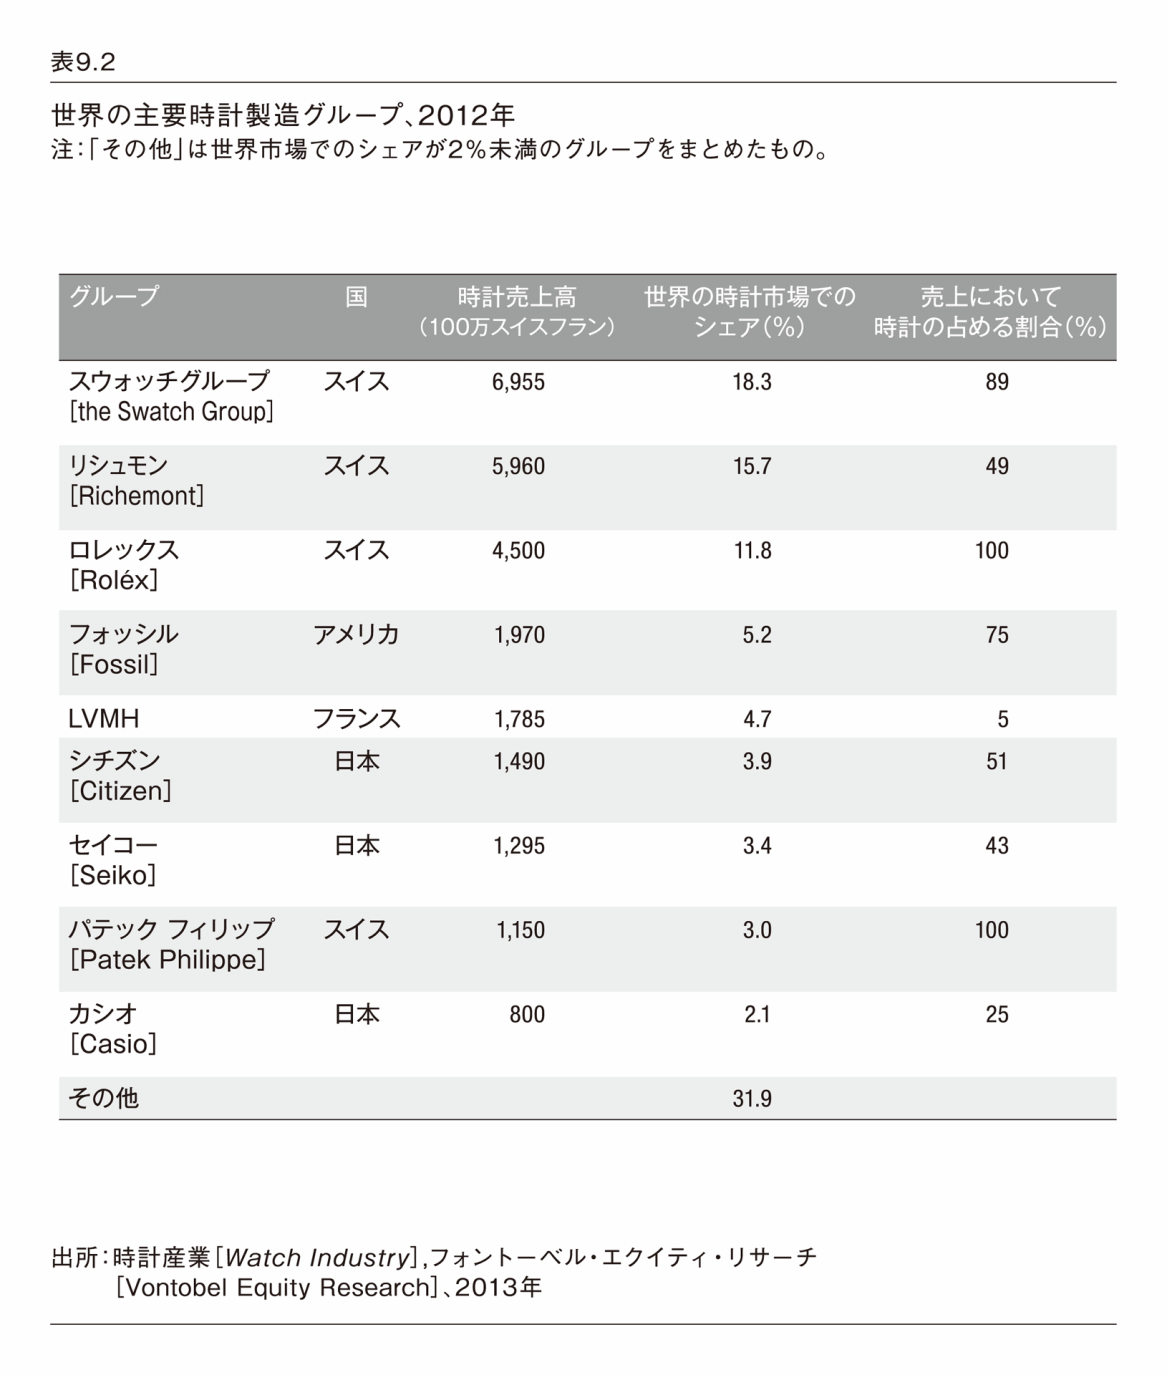 表9.2
世界の主要時計製造グループ、2012年
注：「その他」は世界市場でのシェアが2％未満のグループをまとめたもの。
グループ 国 時計売上高 世界の時計市場での 売上において
（100万スイスフラン） シェア（％） 時計の占める割合（％）
スウォッチグループ スイス 6,955 18.3 89
［the Swatch Group］
リシュモン スイス 5,960 15.7 49
［Richemont］
ロレックス スイス 4,500 11.8 100
［Roléx］
フォッシル アメリカ 1,970 5.2 75
［Fossil］
LVMH フランス 1,785 4.7 5
シチズン 日本 1,490 3.9 51
［Citizen］
セイコー 日本 1,295 3.4 43
［Seiko］
パテック フィリップ スイス 1,150 3.0 100
［Patek Philippe］
カシオ 日本 800 2.1 25
［Casio］
その他 31.9
出所：時計産業［Watch Industry］,フォントーベル・エクイティ・リサーチ
［Vontobel Equity Research］、2013年